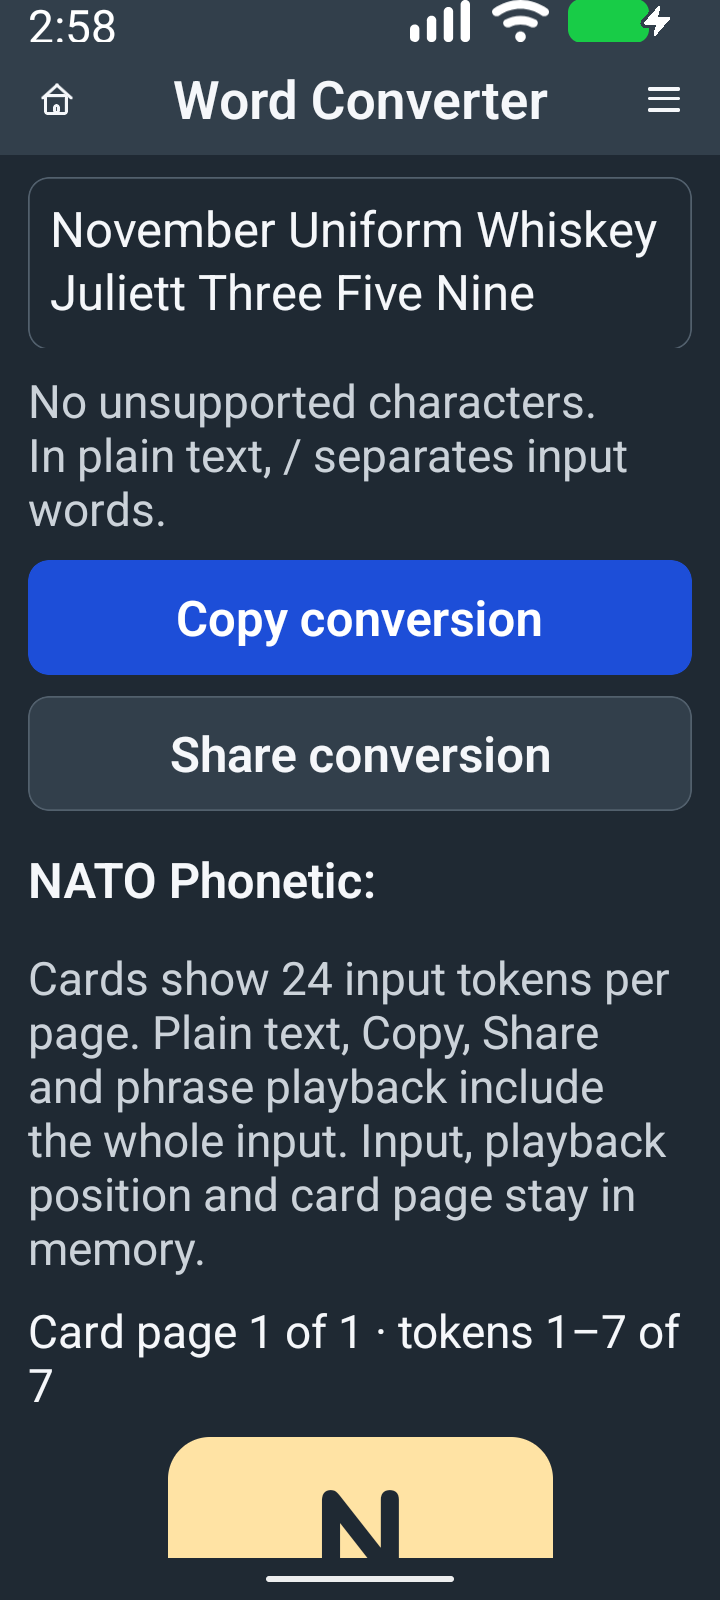 2:58
Word Converter
November Uniform Whiskey
Juliett Three Five Nine
No unsupported characters.
In plain text, / separates input
words.
Copy conversion
Share conversion
NATO Phonetic:
Cards show 24 input tokens per
page. Plain text, Copy, Share
and phrase playback include
the whole input. Input, playback
position and card page stay in
memory.
Card page 1 of 1 · tokens 1–7 of
7
N